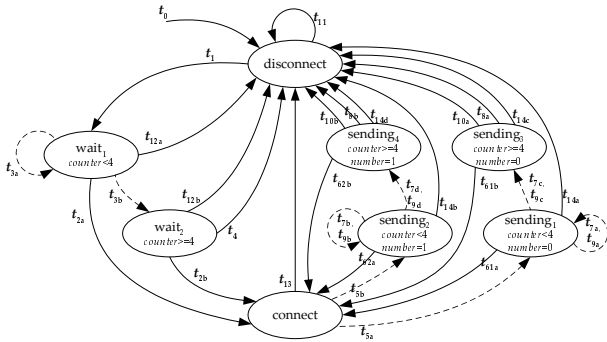 t0
t11
disconnect
t1
t10b
t8b
t14d
t10a
t8a
t14c
wait1
counter<4
t12a
sending4
counter>=4
number=1
sending3
counter>=4
number=0
t3a
t3b
t12b
t62b
t7d,
t9d
t61b
t7c,
t9c
t2a
wait2
counter>=4
t4
t7b,
t9b
sending2
counter<4
number=1
t14b
sending1
counter<4
number=0
t14a
t7a,
t9a
t2b
t13
t62a
t61a
t5b
connect
t5a